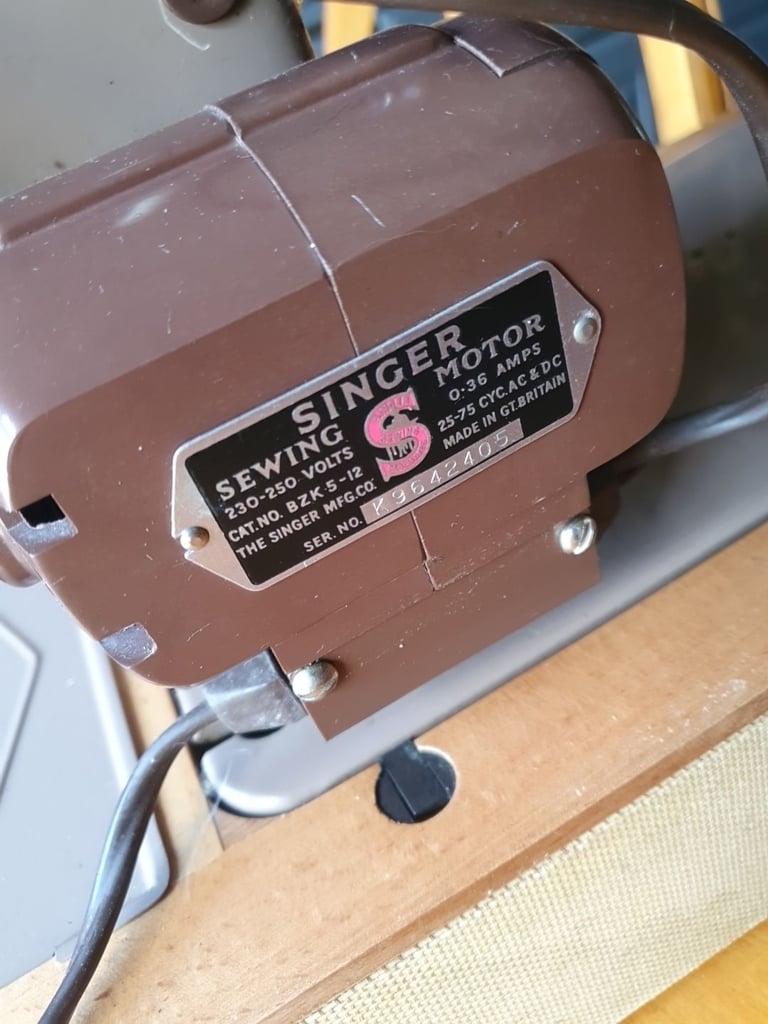 SINGER
SEWING MOTOR
230-250 VOLTS 0·36 AMPS
CAT.NO. BZK 5-12 25-75 CYC.AC & DC
THE SINGER MFG.CO. MADE IN GT.BRITAIN
SER. NO. K9642405